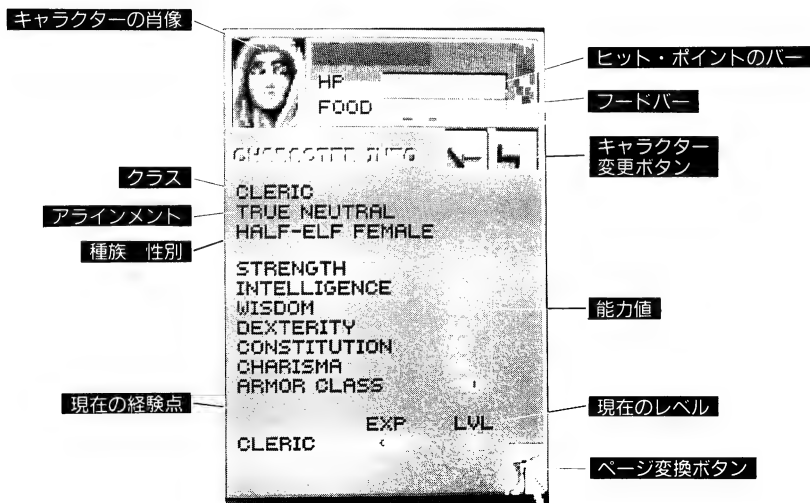 キャラクターの肖像
ヒット・ポイントのバー
HP
フードバー
FOOD
キャラクター
変更ボタン
CHARACTER INFO
クラス
CLERIC
アラインメント
TRUE NEUTRAL
種族 性別
HALF-ELF FEMALE
STRENGTH
INTELLIGENCE
WISDOM
能力値
DEXTERITY
CONSTITUTION
CHARISMA
ARMOR CLASS
現在の経験点
現在のレベル
EXP LVL
CLERIC
ページ変換ボタン